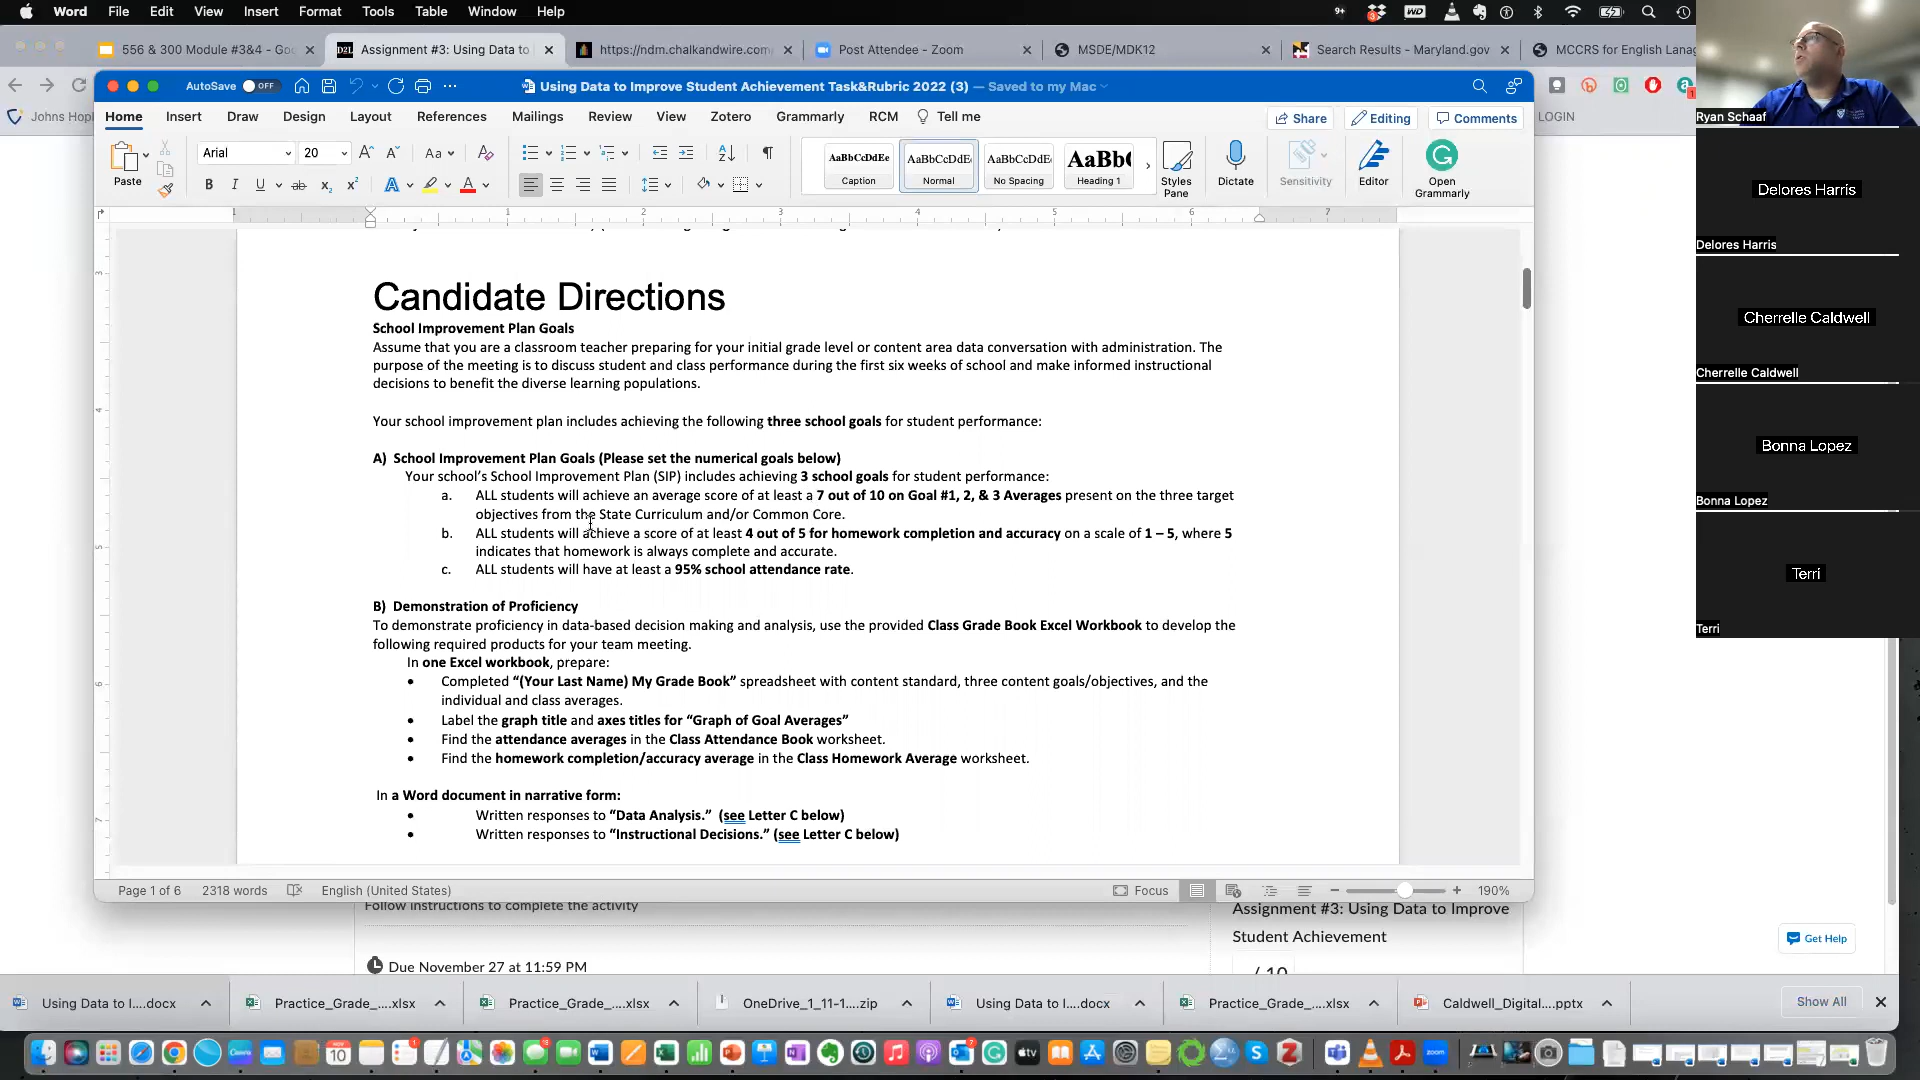 Word File Edit View Insert Format Tools Table Window Help
9+ 3 WD
556 & 300 Module #3&4 - Go
D2L Assignment #3: Using Data to
https://ndm.chalkandwire.com
Post Attendee - Zoom
MSDE/MDK12
Search Results - Maryland.gov
MCCRS for English Lang
AutoSave OFF
Using Data to Improve Student Achievement Task&Rubric 2022 (3) — Saved to my Mac
Johns Hop
LOGIN
Home Insert Draw Design Layout References Mailings Review View Zotero Grammarly RCM Tell me
Share Editing Comments
Paste
Arial 20
AaBbCcDdEe Caption
AaBbCcDdE Normal
AaBbCcDdE No Spacing
AaBb( Heading 1
Styles Pane
Dictate
Sensitivity
Editor
Open Grammarly
1 1 2 3 4 5 6 7
Candidate Directions
School Improvement Plan Goals
Assume that you are a classroom teacher preparing for your initial grade level or content area data conversation with administration. The
purpose of the meeting is to discuss student and class performance during the first six weeks of school and make informed instructional
decisions to benefit the diverse learning populations.
Your school improvement plan includes achieving the following three school goals for student performance:
A) School Improvement Plan Goals (Please set the numerical goals below)
Your school's School Improvement Plan (SIP) includes achieving 3 school goals for student performance:
a. ALL students will achieve an average score of at least a 7 out of 10 on Goal #1, 2, & 3 Averages present on the three target
objectives from the State Curriculum and/or Common Core.
b. ALL students will achieve a score of at least 4 out of 5 for homework completion and accuracy on a scale of 1 – 5, where 5
indicates that homework is always complete and accurate.
c. ALL students will have at least a 95% school attendance rate.
B) Demonstration of Proficiency
To demonstrate proficiency in data-based decision making and analysis, use the provided Class Grade Book Excel Workbook to develop the
following required products for your team meeting.
In one Excel workbook, prepare:
• Completed “(Your Last Name) My Grade Book” spreadsheet with content standard, three content goals/objectives, and the
individual and class averages.
• Label the graph title and axes titles for “Graph of Goal Averages”
• Find the attendance averages in the Class Attendance Book worksheet.
• Find the homework completion/accuracy average in the Class Homework Average worksheet.
In a Word document in narrative form:
• Written responses to “Data Analysis.” (see Letter C below)
• Written responses to “Instructional Decisions.” (see Letter C below)
Page 1 of 6 2318 words English (United States) Focus 190%
Follow instructions to complete the activity
Due November 27 at 11:59 PM
Assignment #3: Using Data to Improve
Student Achievement
/ 10
Get Help
Using Data to I....docx
Practice_Grade_....xlsx
Practice_Grade_....xlsx
OneDrive_1_11-1....zip
Using Data to I....docx
Practice_Grade_....xlsx
Caldwell_Digital....pptx
Show All
Ryan Schaaf
Delores Harris
Delores Harris
Cherrelle Caldwell
Cherrelle Caldwell
Bonna Lopez
Bonna Lopez
Terri
Terri